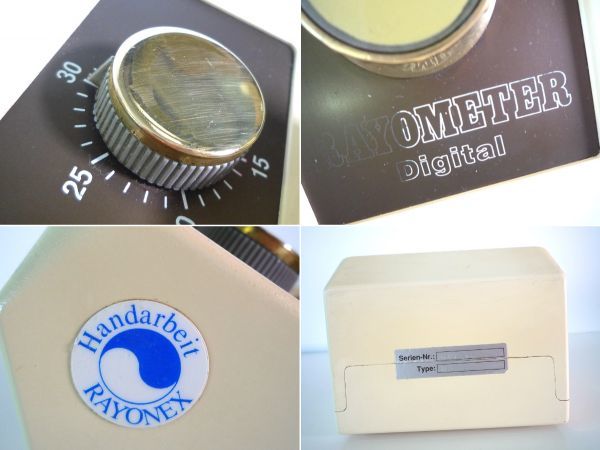 30
25
15
RAYOMETER
Digital
Handarbeit
RAYONEX
Serien-Nr.:
Type: